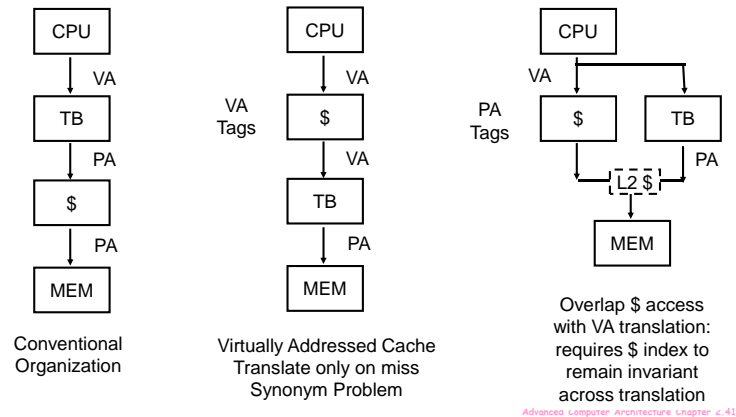 CPU
VA
TB
PA
$
PA
MEM
Conventional
Organization
CPU
VA
VA
Tags
$
VA
TB
PA
MEM
Virtually Addressed Cache
Translate only on miss
Synonym Problem
CPU
VA
PA
Tags
$
TB
PA
L2 $
MEM
Overlap $ access
with VA translation:
requires $ index to
remain invariant
across translation
Advanced Computer Architecture Chapter 2.41